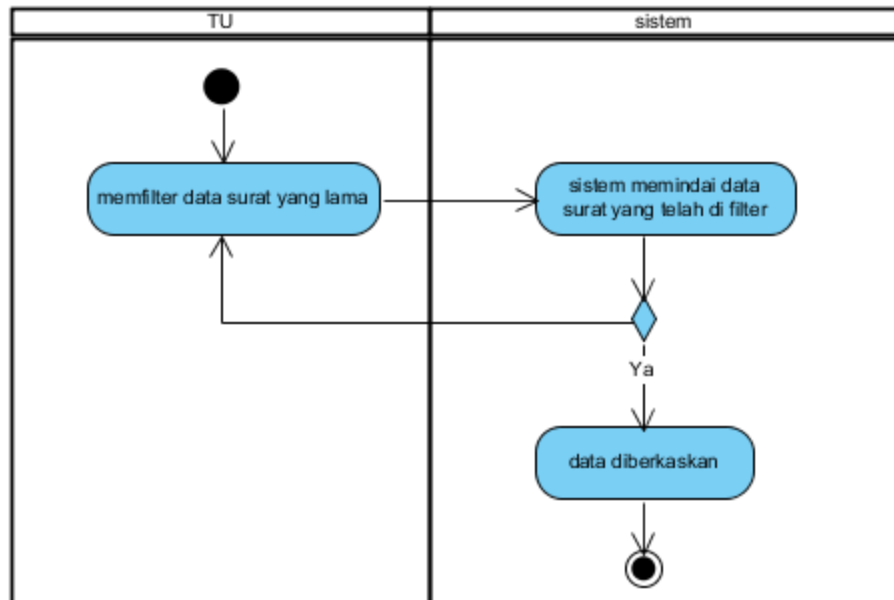 TU
sistem
memfilter data surat yang lama
sistem memindai data
surat yang telah di filter
Ya
data diberkaskan